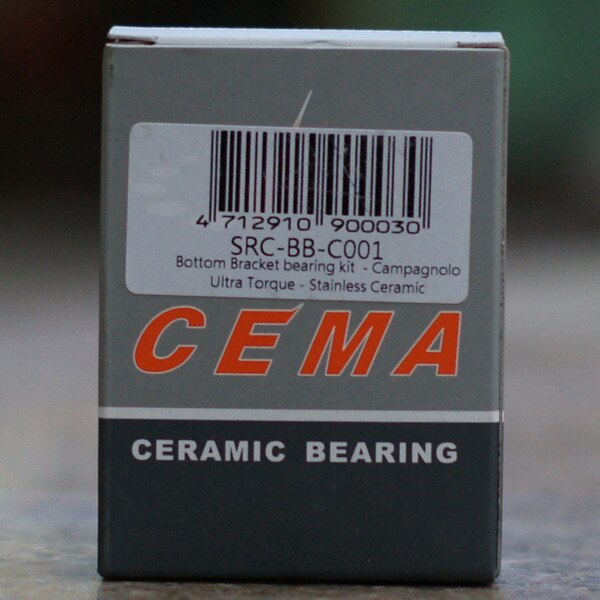 4 712910 900030
SRC-BB-C001
Bottom Bracket bearing kit - Campagnolo
Ultra Torque - Stainless Ceramic
CEMA
CERAMIC BEARING